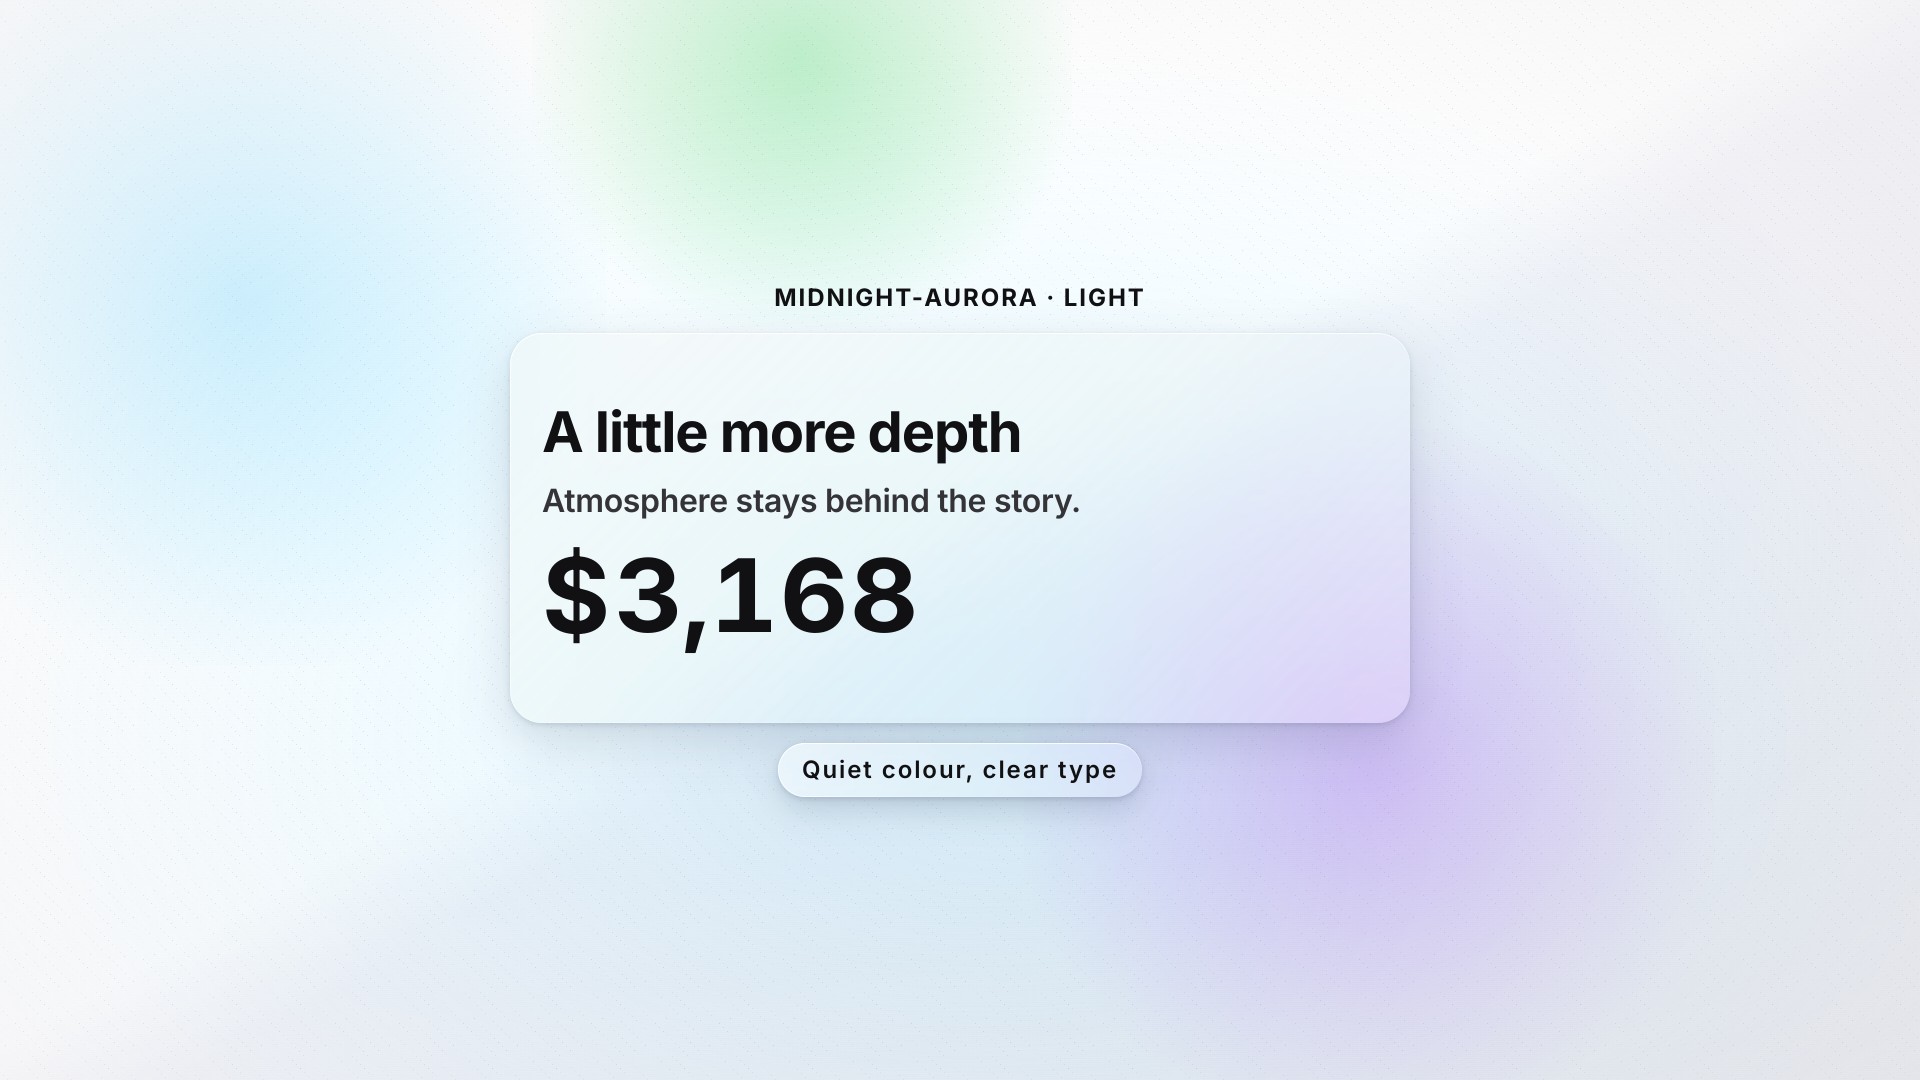 MIDNIGHT-AURORA · LIGHT
A little more depth
Atmosphere stays behind the story.
$3,168
Quiet colour, clear type